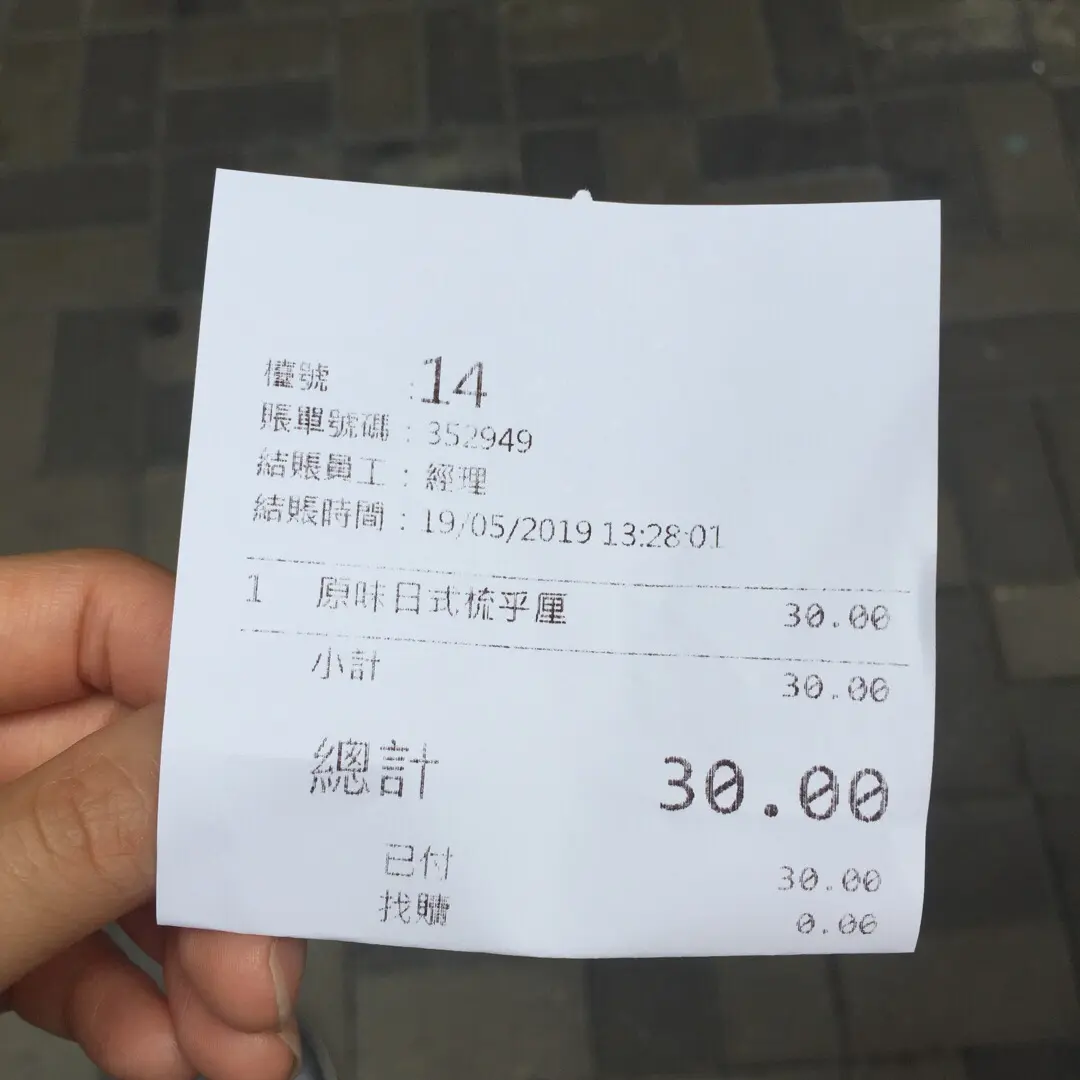 檯號 :14
賬單號碼 : 352949
結賬員工 : 經理
結賬時間 : 19/05/2019 13:28:01
1 原味日式梳乎厘 30.00
小計 30.00
總計 30.00
已付 30.00
找贖 0.00